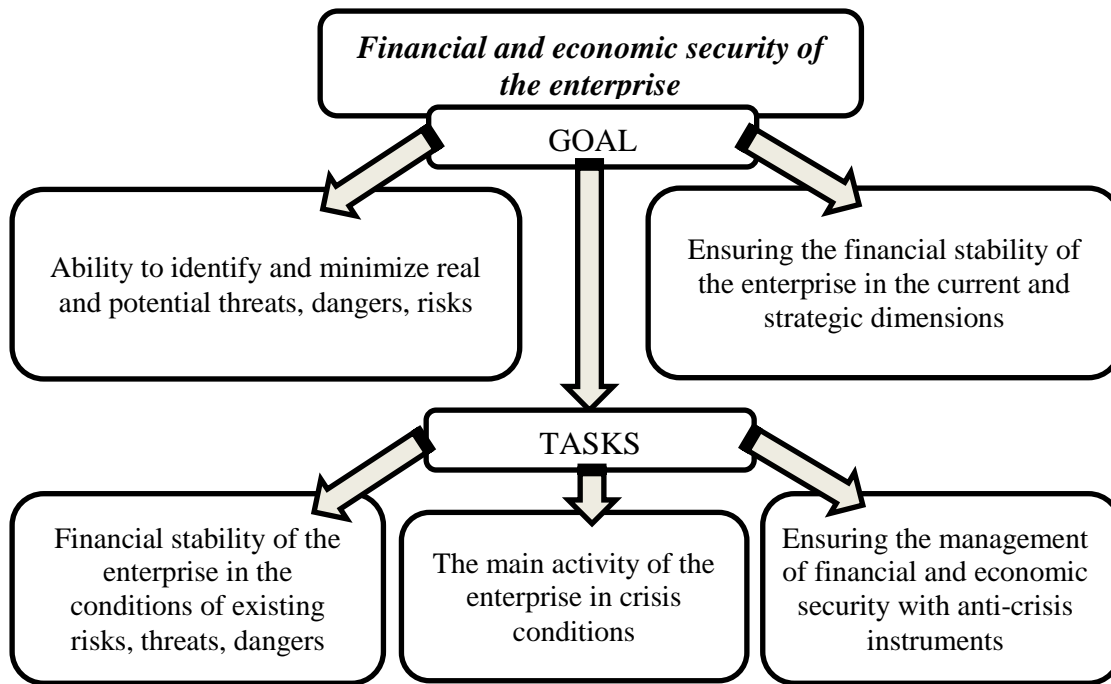 Financial and economic security of
the enterprise
GOAL
Ability to identify and minimize real
and potential threats, dangers, risks
Ensuring the financial stability of
the enterprise in the current and
strategic dimensions
TASKS
Financial stability of the
enterprise in the
conditions of existing
risks, threats, dangers
The main activity of the
enterprise in crisis
conditions
Ensuring the management
of financial and economic
security with anti-crisis
instruments